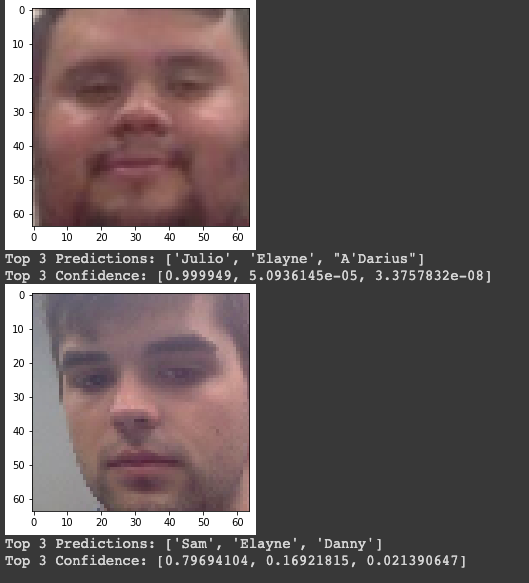 0
10
20
30
40
50
60
0 10 20 30 40 50 60
Top 3 Predictions: ['Julio', 'Elayne', "A'Darius"]
Top 3 Confidence: [0.999949, 5.0936145e-05, 3.3757832e-08]
0
10
20
30
40
50
60
0 10 20 30 40 50 60
Top 3 Predictions: ['Sam', 'Elayne', 'Danny']
Top 3 Confidence: [0.79694104, 0.16921815, 0.021390647]